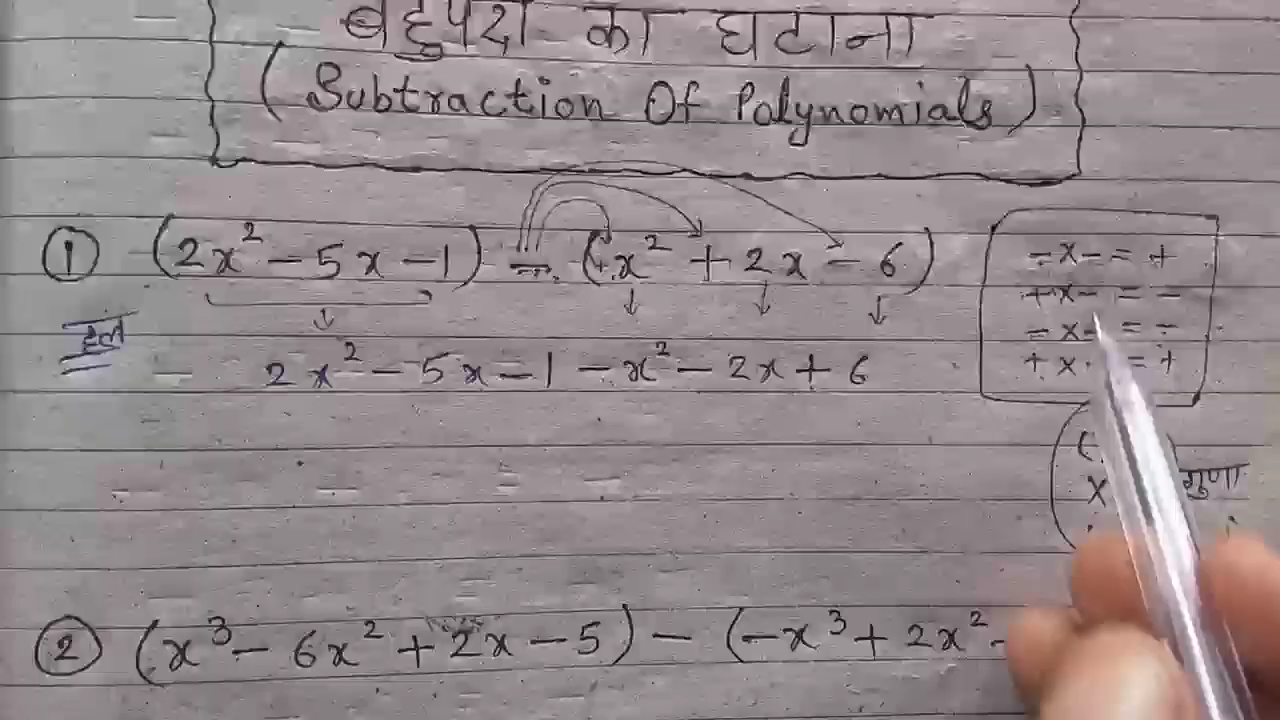 बहुपदों का घटाना
(Subtraction Of Polynomials)
① (2x² - 5x - 1) - (+x² + 2x - 6)
हल
2x² - 5x - 1 - x² - 2x + 6
- x - = +
+ x - = -
- x = -
+ x = +
(
x गुणा
② (x³ - 6x² + 2x - 5) - (-x³ + 2x² -